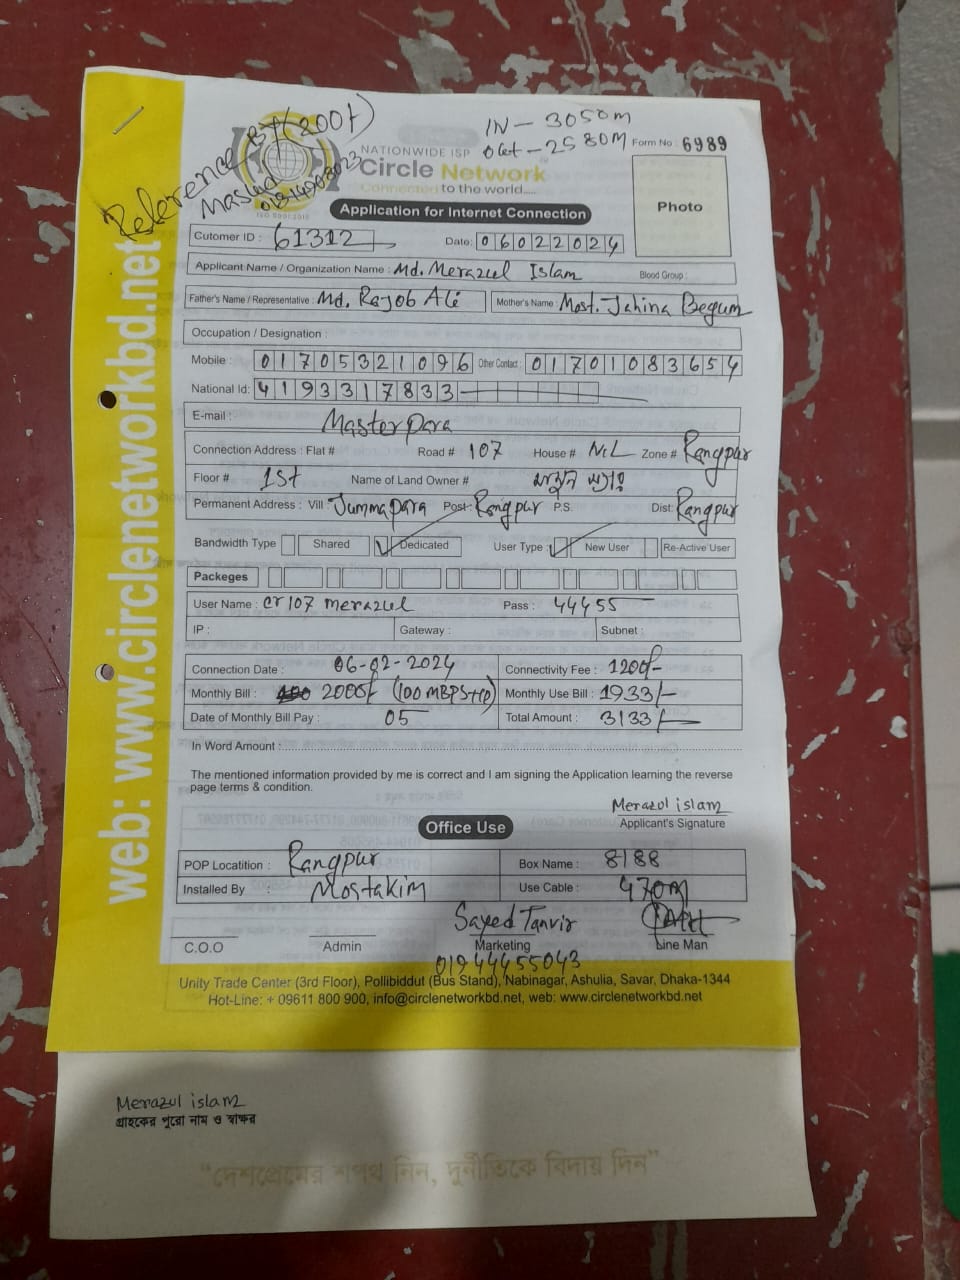 Reference BY (200/-)
Masud
IN - 3050m
Out - 2580M
Form No : 6989
NATIONWIDE ISP
Circle Network
Connected to the world.....
ISO 9001:2015
Application for Internet Connection
Photo
Cutomer ID : 61312
Date: 06022024
Applicant Name / Organization Name : Md. Merazul Islam Blood Group :
Father's Name / Representative : Md. Rajob Ali Mother's Name : Most. Jahina Begum
Occupation / Designation :
Mobile : 01705321096 Other Contact : 01701083654
National Id: 4193317833
E-mail :
Masterpara
Connection Address : Flat # Road # 107 House # NIL Zone # Rangpur
Floor # 1st Name of Land Owner #
Permanent Address : Vill Jummapara Post: Rangpur P.S. Dist: Rangpur
Bandwidth Type Shared Dedicated User Type : New User Re-Active User
Packeges
User Name : cr107 merazul Pass : 44455
IP : Gateway : Subnet :
Connection Date : 06-02-2024 Connectivity Fee : 1200/-
Monthly Bill : 2000/- (100 MBPS+IP) Monthly Use Bill : 1933/-
Date of Monthly Bill Pay : 05 Total Amount : 3133/-
In Word Amount :
The mentioned information provided by me is correct and I am signing the Application learning the reverse
page terms & condition.
Merazul islam
Applicant's Signature
Office Use
POP Locatition : Rangpur Box Name : 8188
Installed By : Mostakim Use Cable : 470m
Sayed Tanvir
C.O.O Admin Marketing Line Man
01944455043
Unity Trade Center (3rd Floor), Pollibiddut (Bus Stand), Nabinagar, Ashulia, Savar, Dhaka-1344
Hot-Line: + 09611 800 900, info@circlenetworkbd.net, web: www.circlenetworkbd.net
web: www.circlenetworkbd.net
Merazul islam
গ্রাহকের পুরো নাম ও স্বাক্ষর
“দেশপ্রেমের শপথ নিন, দুর্নীতিকে বিদায় দিন”